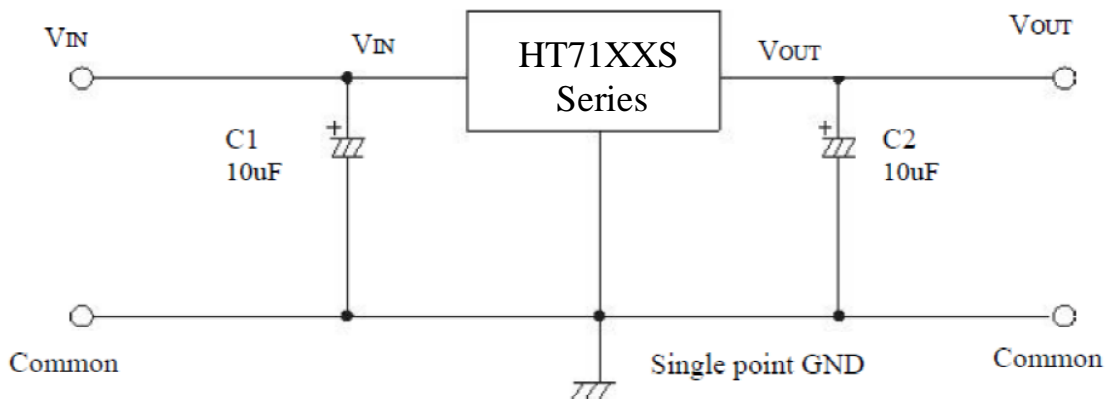 VIN
VIN
HT71XXS
Series
VOUT
VOUT
+
C1
10uF
+
C2
10uF
Common
Single point GND
Common